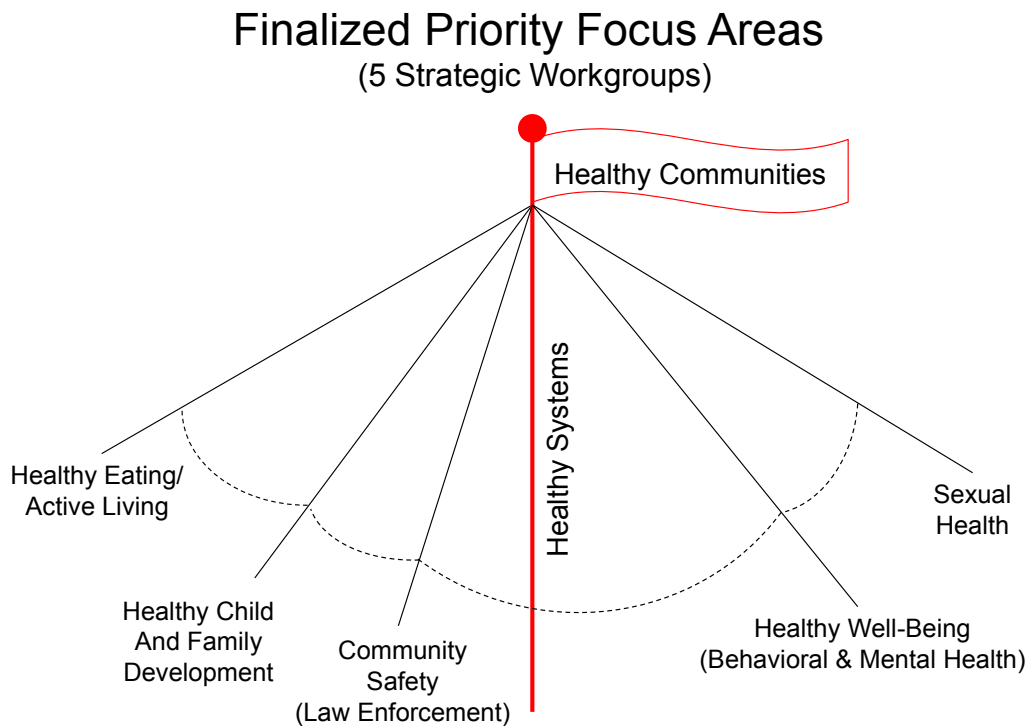 Finalized Priority Focus Areas
(5 Strategic Workgroups)
Healthy Communities
Healthy Systems
Healthy Eating/
Active Living
Healthy Child
And Family
Development
Community
Safety
(Law Enforcement)
Healthy Well-Being
(Behavioral & Mental Health)
Sexual
Health